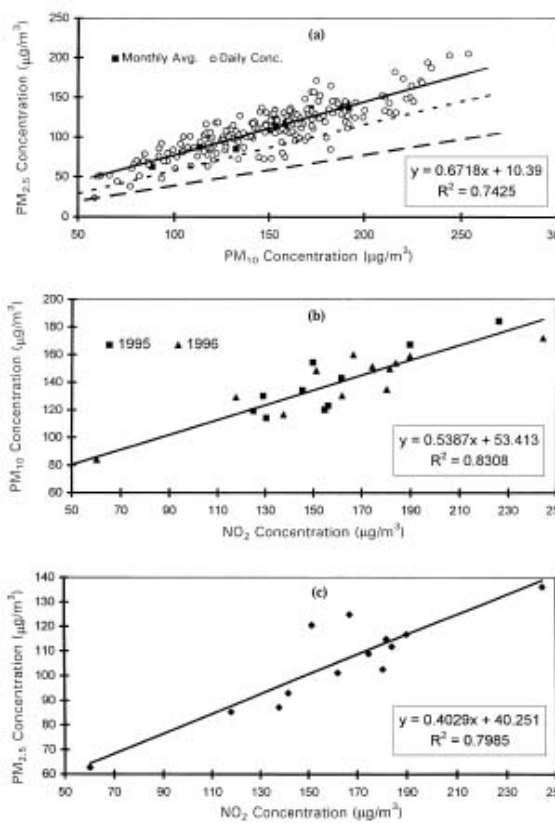 (a)
■ Monthly Avg. ○ Daily Conc.
PM2.5 Concentration (μg/m³)
250
200
150
100
50
0
y = 0.6718x + 10.39
R² = 0.7425
50 100 150 200 250 30
PM10 Concentration (μg/m³)
(b)
■ 1995 ▲ 1996
PM10 Concentration (μg/m³)
200
180
160
140
120
100
80
60
y = 0.5387x + 53.413
R² = 0.8308
50 70 90 110 130 150 170 190 210 230 25
NO2 Concentration (μg/m³)
(c)
PM2.5 Concentration (μg/m³)
140
130
120
110
100
90
80
70
60
y = 0.4029x + 40.251
R² = 0.7985
50 70 90 110 130 150 170 190 210 230 25
NO2 Concentration (μg/m³)